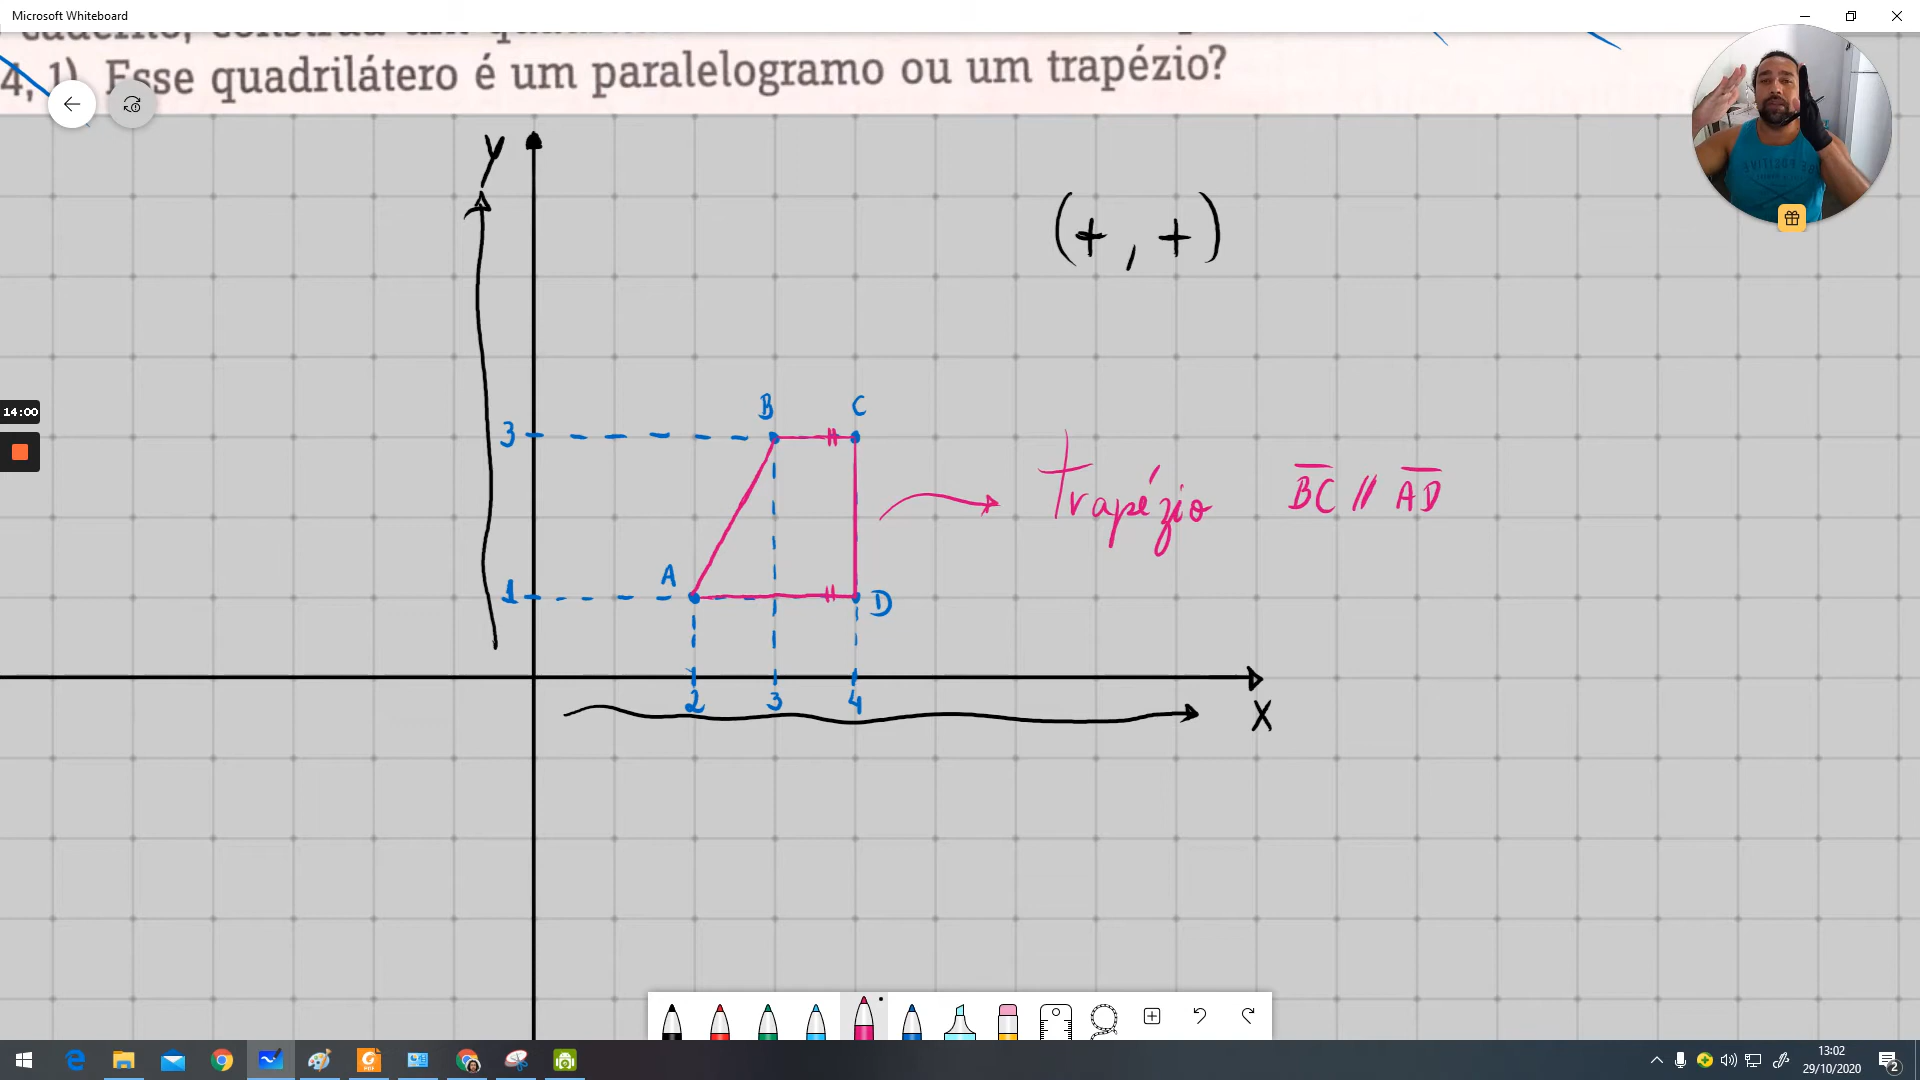 Microsoft Whiteboard
4, 1). Esse quadrilátero é um paralelogramo ou um trapézio?
y
(+, +)
B C
3
Trapézio BC // AD
A
1
D
2 3 4
X
14:00
13:02
29/10/2020
2